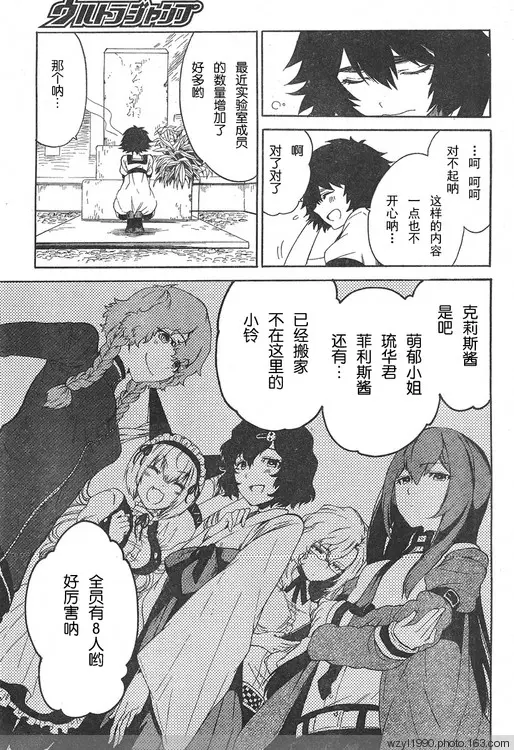 ウルトラジャンプ
…呵 呵呵
对不起呐
这样的内容
一点也不
开心呐…
啊
对了对了
最近实验室成员
的数量增加了
好多哟
那个呐…
克莉斯酱
是吧
萌郁小姐
琉华君
菲利斯酱
还有…
已经搬家
不在这里的
小铃
全员有8人哟
好厉害呐
www.wzyl1990.photo.163.com